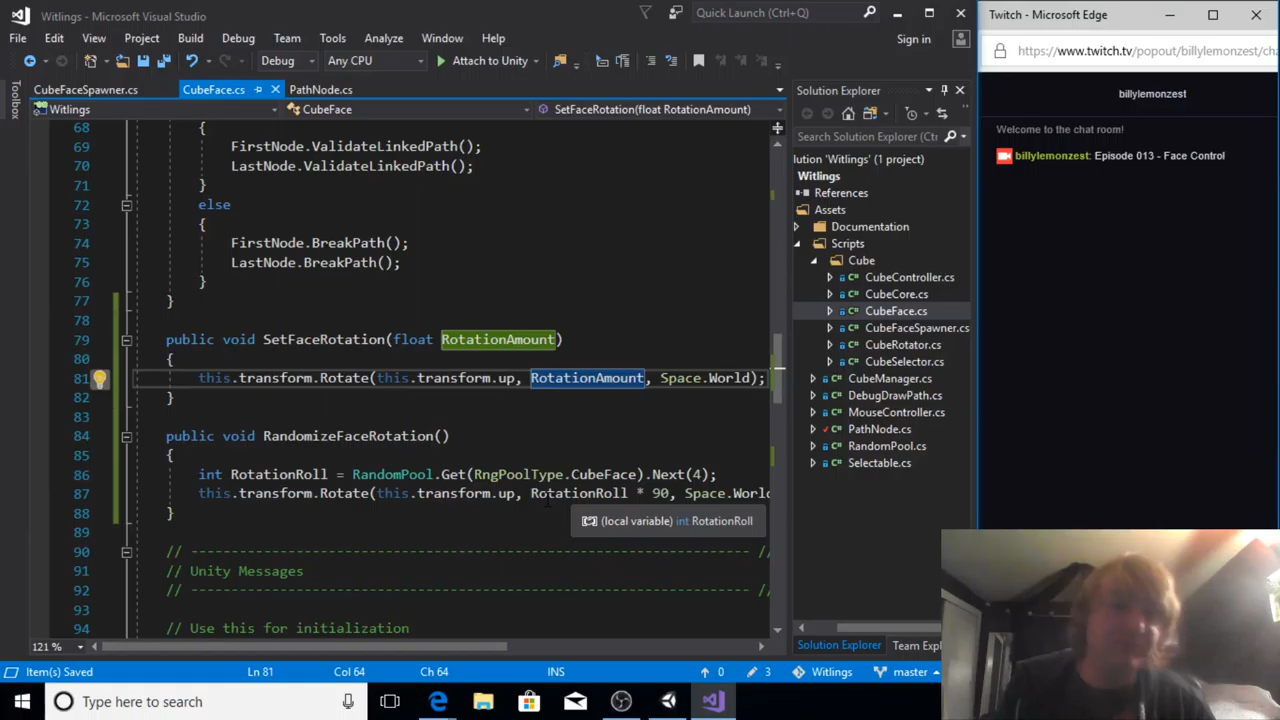 Witlings - Microsoft Visual Studio
Quick Launch (Ctrl+Q)
Twitch - Microsoft Edge
File Edit View Project Build Debug Team Tools Analyze Window Help
Sign in
https://www.twitch.tv/popout/billylemonzest/cha
Debug Any CPU Attach to Unity
CubeFaceSpawner.cs CubeFace.cs PathNode.cs
Toolbox
Witlings CubeFace SetFaceRotation(float RotationAmount)
68 {
69 FirstNode.ValidateLinkedPath();
70 LastNode.ValidateLinkedPath();
71 }
72 else
73 {
74 FirstNode.BreakPath();
75 LastNode.BreakPath();
76 }
77 }
78
79 public void SetFaceRotation(float RotationAmount)
80 {
81 this.transform.Rotate(this.transform.up, RotationAmount, Space.World);
82 }
83
84 public void RandomizeFaceRotation()
85 {
86 int RotationRoll = RandomPool.Get(RngPoolType.CubeFace).Next(4);
87 this.transform.Rotate(this.transform.up, RotationRoll * 90, Space.World
88 }
(local variable) int RotationRoll
89
90 // ------------------------------------------------------------------------ //
91 // Unity Messages
92 // ------------------------------------------------------------------------ //
93
94 // Use this for initialization
121 %
Solution Explorer
Search Solution Explorer (Ctrl+
lution 'Witlings' (1 project)
Witlings
References
Assets
Documentation
Scripts
Cube
CubeController.cs
CubeCore.cs
CubeFace.cs
CubeFaceSpawner.cs
CubeRotator.cs
CubeSelector.cs
CubeManager.cs
DebugDrawPath.cs
MouseController.cs
PathNode.cs
RandomPool.cs
Selectable.cs
Solution Explorer Team Expl
billylemonzest
Welcome to the chat room!
billylemonzest: Episode 013 - Face Control
Item(s) Saved Ln 81 Col 64 Ch 64 INS 0 3 Witlings master
Type here to search